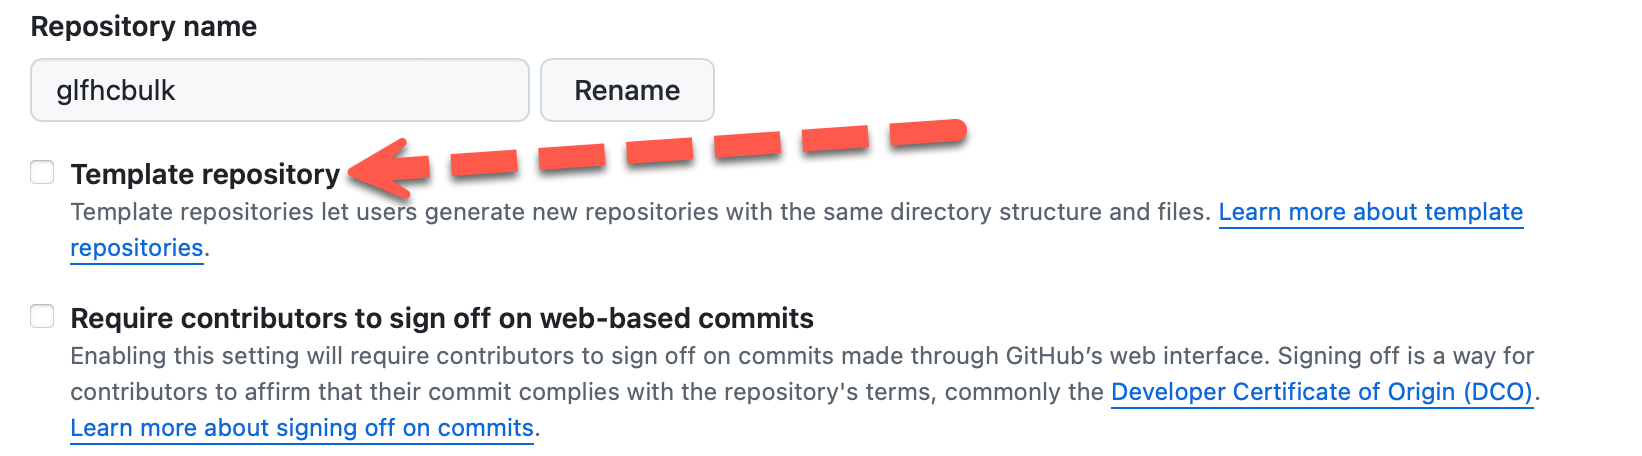 Repository name
glfhcbulk
Rename
Template repository
Template repositories let users generate new repositories with the same directory structure and files. Learn more about template
repositories.
Require contributors to sign off on web-based commits
Enabling this setting will require contributors to sign off on commits made through GitHub’s web interface. Signing off is a way for
contributors to affirm that their commit complies with the repository's terms, commonly the Developer Certificate of Origin (DCO).
Learn more about signing off on commits.